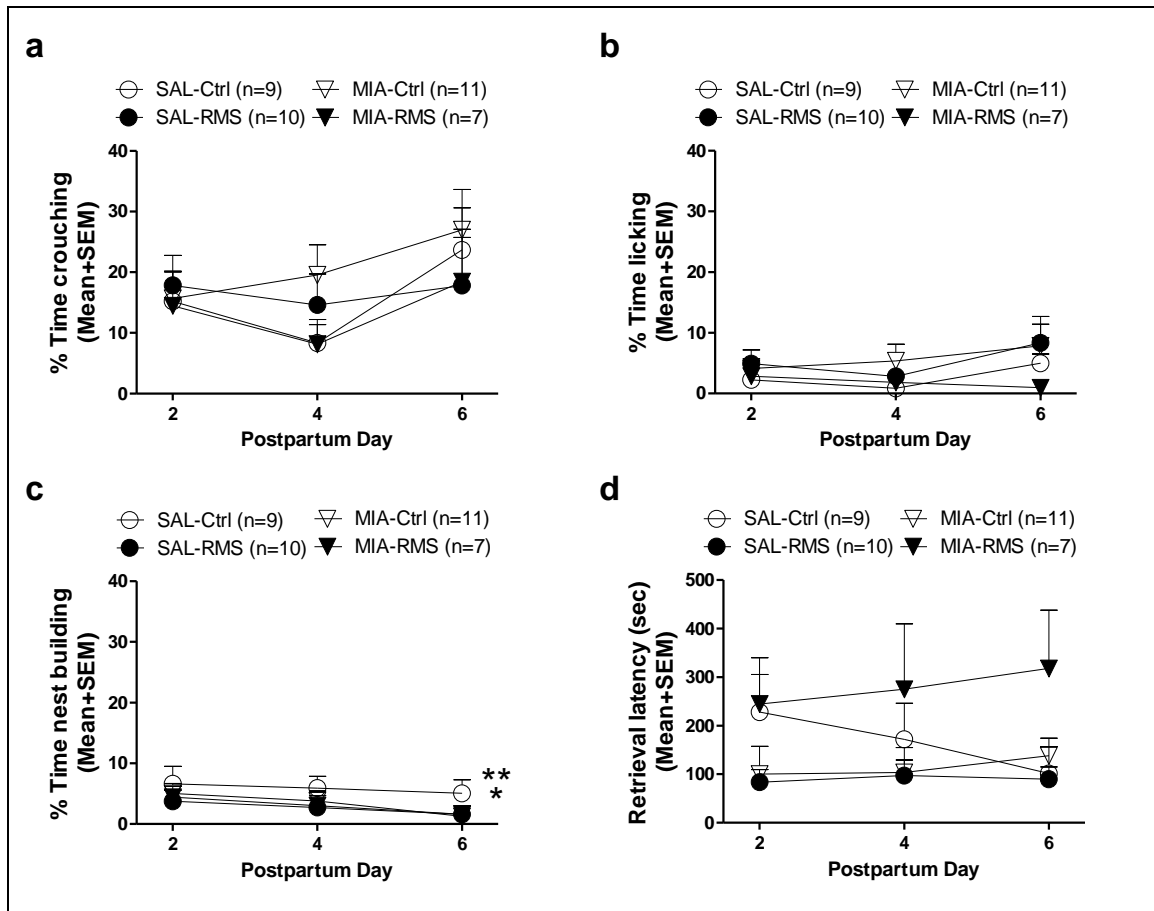 a
SAL-Ctrl (n=9) MIA-Ctrl (n=11)
SAL-RMS (n=10) MIA-RMS (n=7)
% Time crouching
(Mean+SEM)
40
30
20
10
0
2 4 6
Postpartum Day
b
SAL-Ctrl (n=9) MIA-Ctrl (n=11)
SAL-RMS (n=10) MIA-RMS (n=7)
% Time licking
(Mean+SEM)
40
30
20
10
0
2 4 6
Postpartum Day
c
SAL-Ctrl (n=9) MIA-Ctrl (n=11)
SAL-RMS (n=10) MIA-RMS (n=7)
% Time nest building
(Mean+SEM)
40
30
20
10
0
**
*
2 4 6
Postpartum Day
d
SAL-Ctrl (n=9) MIA-Ctrl (n=11)
SAL-RMS (n=10) MIA-RMS (n=7)
Retrieval latency (sec)
(Mean+SEM)
500
400
300
200
100
0
2 4 6
Postpartum Day